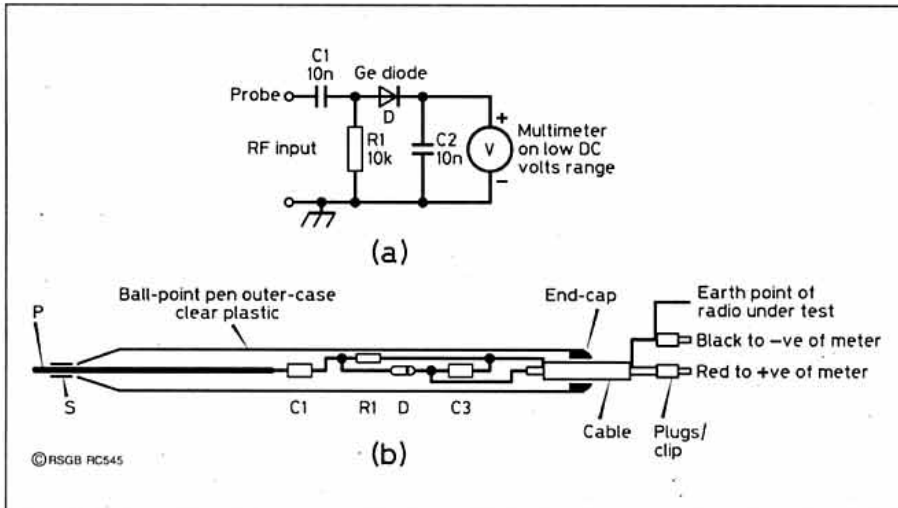 C1
10n
Ge diode
Probe
D
RF input
R1
10k
C2
10n
+
V
−
Multimeter
on low DC
volts range
(a)
Ball-point pen outer-case
clear plastic
End-cap
Earth point of
radio under test
P
Black to −ve of meter
Red to +ve of meter
S
C1
R1
D
C3
Cable
Plugs/
clip
(b)
©RSGB RC545